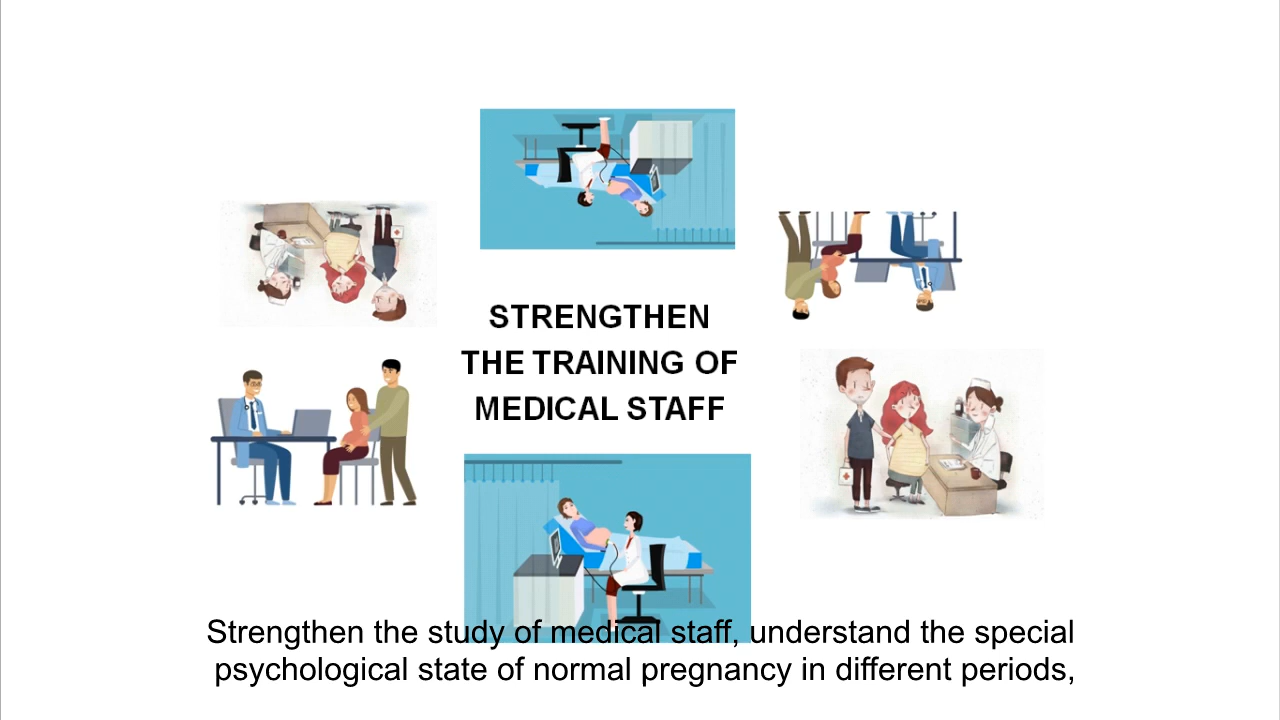 STRENGTHEN
THE TRAINING OF
MEDICAL STAFF
Strengthen the study of medical staff, understand the special
psychological state of normal pregnancy in different periods,